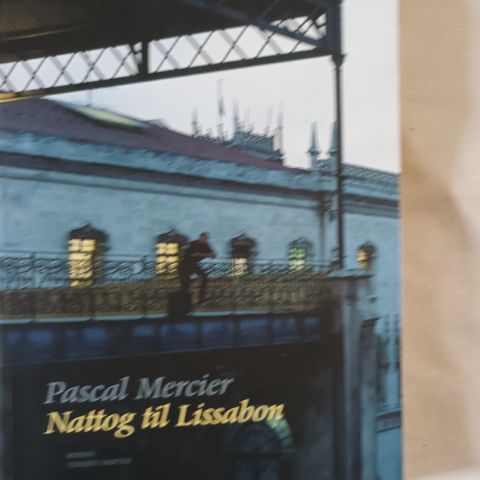 Pascal Mercier
Nattog til Lissabon